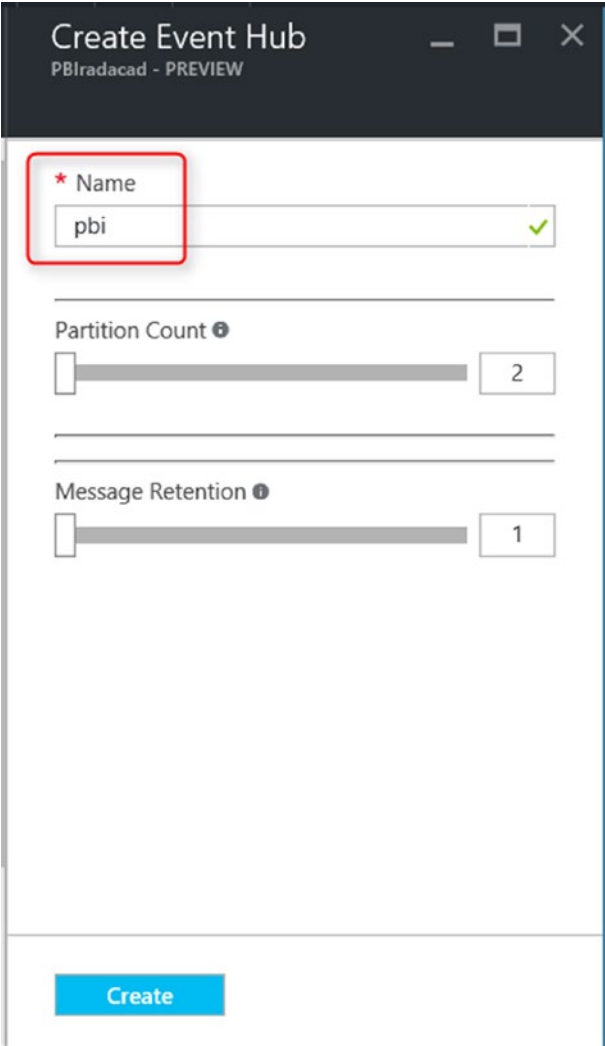 Create Event Hub
PBIradacad - PREVIEW
* Name
pbi
Partition Count
2
Message Retention
1
Create